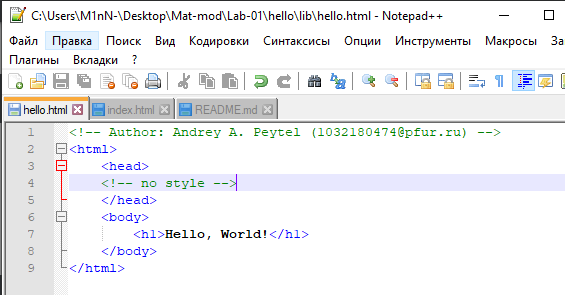 C:\Users\M1nN-\Desktop\Mat-mod\Lab-01\hello\lib\hello.html - Notepad++
Файл Правка Поиск Вид Кодировки Синтаксисы Опции Инструменты Макросы За
Плагины Вкладки ?
hello.html index.html README.md
1 <!-- Author: Andrey A. Peytel (1032180474@pfur.ru) -->
2 <html>
3 <head>
4 <!-- no style -->
5 </head>
6 <body>
7 <h1>Hello, World!</h1>
8 </body>
9 </html>